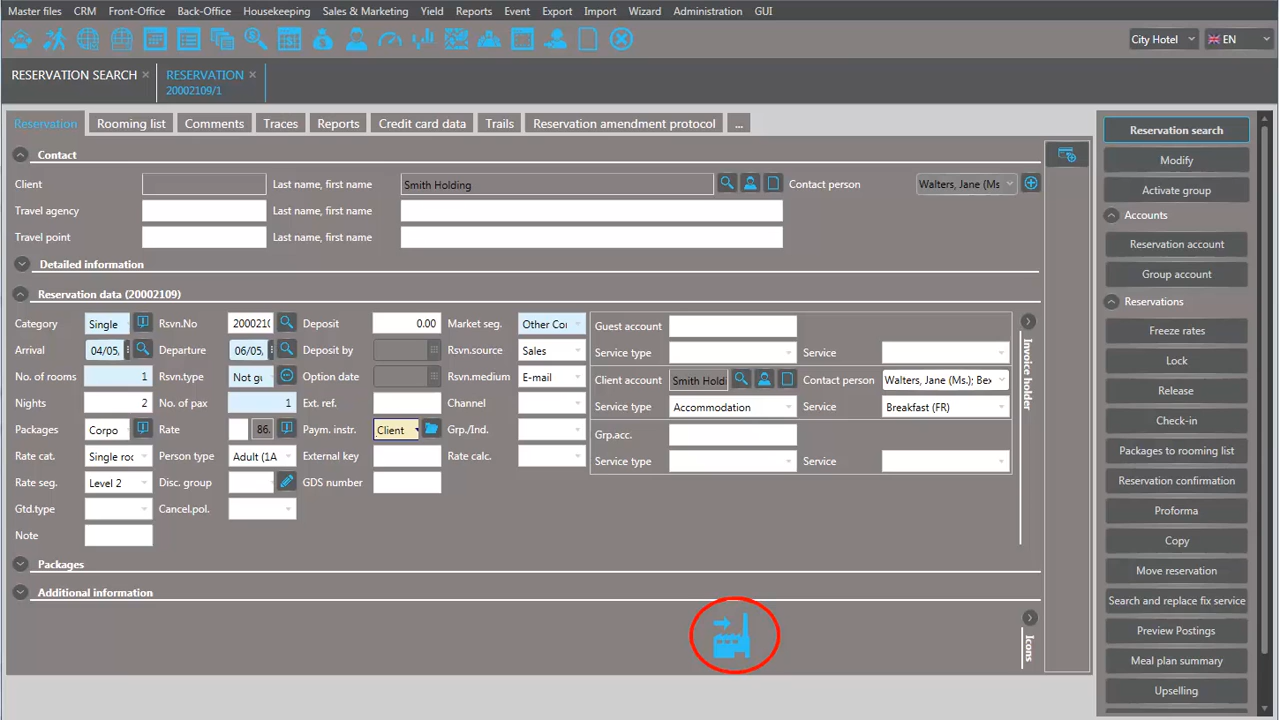 Master files CRM Front-Office Back-Office Housekeeping Sales & Marketing Yield Reports Event Export Import Wizard Administration GUI
City Hotel EN
RESERVATION SEARCH × RESERVATION ×
20002109/1
Reservation Rooming list Comments Traces Reports Credit card data Trails Reservation amendment protocol ...
Contact
Client Last name, first name Smith Holding Contact person Walters, Jane (Ms
Travel agency Last name, first name
Travel point Last name, first name
Detailed information
Reservation data (20002109)
Category Single Rsvn.No 2000210 Deposit 0.00 Market seg. Other Cor
Arrival 04/05, Departure 06/05, Deposit by Rsvn.source Sales
No. of rooms 1 Rsvn.type Not gu Option date Rsvn.medium E-mail
Nights 2 No. of pax 1 Ext. ref. Channel
Packages Corpo Rate 86. Paym. instr. Client Grp./Ind.
Rate cat. Single roo Person type Adult (1A External key Rate calc.
Rate seg. Level 2 Disc. group GDS number
Gtd.type Cancel.pol.
Note
Guest account
Service type Service
Client account Smith Holdi Contact person Walters, Jane (Ms.); Bex
Service type Accommodation Service Breakfast (FR)
Grp.acc.
Service type Service
Invoice holder
Packages
Additional information
Icons
Reservation search
Modify
Activate group
Accounts
Reservation account
Group account
Reservations
Freeze rates
Lock
Release
Check-in
Packages to rooming list
Reservation confirmation
Proforma
Copy
Move reservation
Search and replace fix service
Preview Postings
Meal plan summary
Upselling